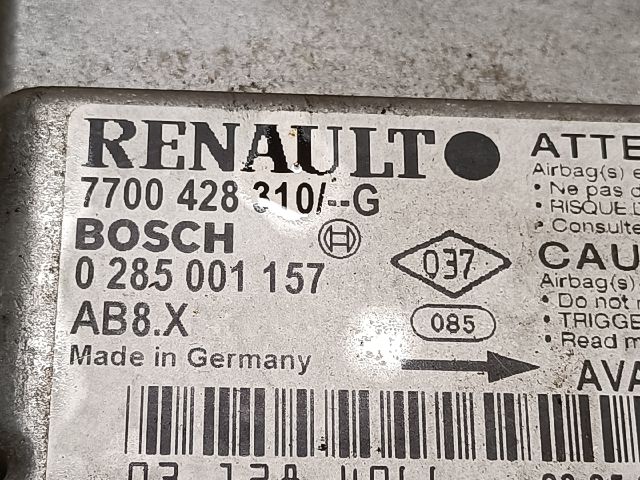 RENAULT
7700 428 310/--G
BOSCH
0 285 001 157
AB8.X
Made in Germany
037
085
ATTE
Airbag(s) e
• Ne pas
• RISQUE
• Consulte
CAU
Airbag(s)
• Do not
• TRIGGE
• Read m
AVA